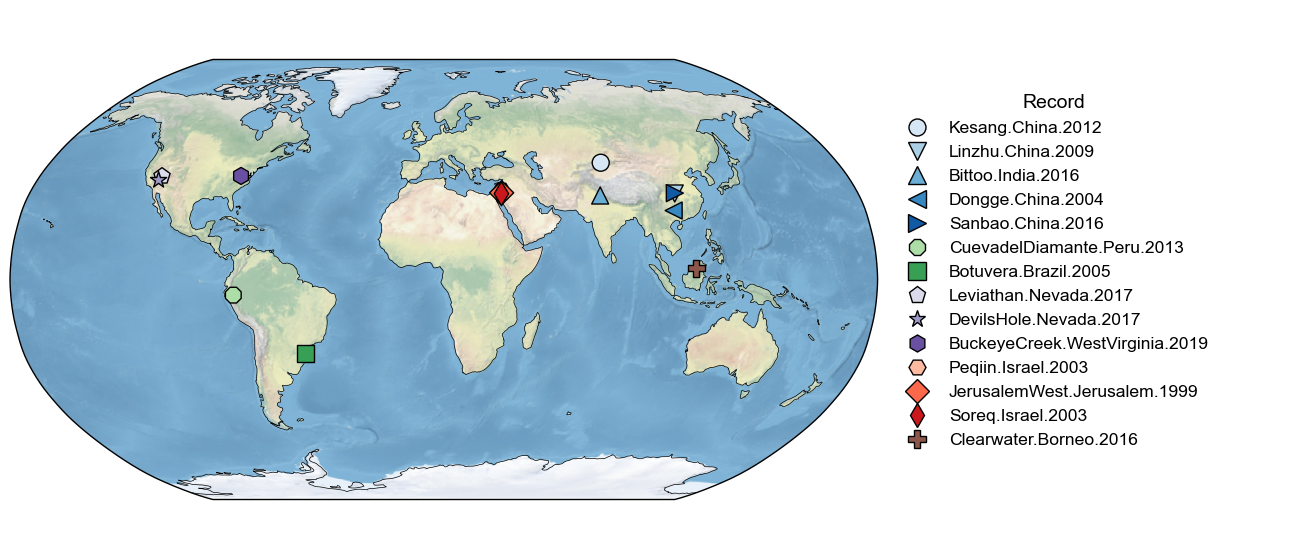 Record
Kesang.China.2012
Linzhu.China.2009
Bittoo.India.2016
Dongge.China.2004
Sanbao.China.2016
CuevadelDiamante.Peru.2013
Botuvera.Brazil.2005
Leviathan.Nevada.2017
DevilsHole.Nevada.2017
BuckeyeCreek.WestVirginia.2019
Peqiin.Israel.2003
JerusalemWest.Jerusalem.1999
Soreq.Israel.2003
Clearwater.Borneo.2016